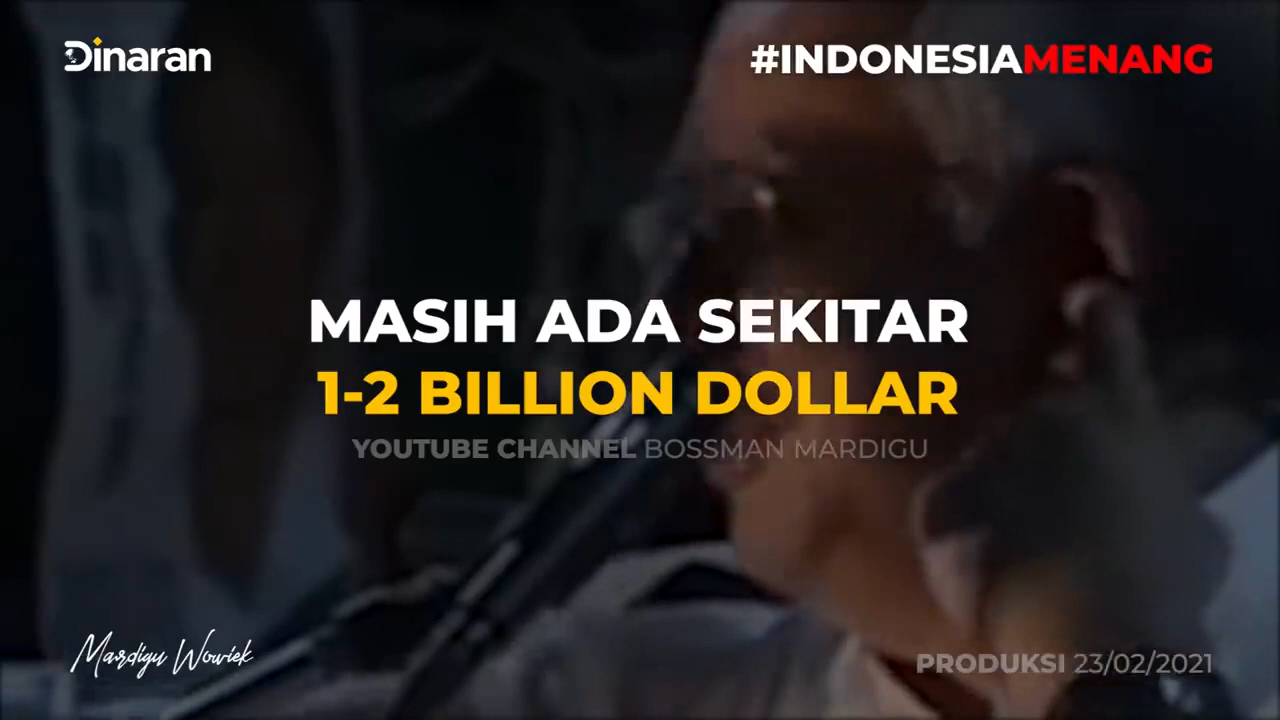 Dinaran
#INDONESIAMENANG
MASIH ADA SEKITAR
1-2 BILLION DOLLAR
YOUTUBE CHANNEL BOSSMAN MARDIGU
Mardigu Wowiek
PRODUKSI 23/02/2021